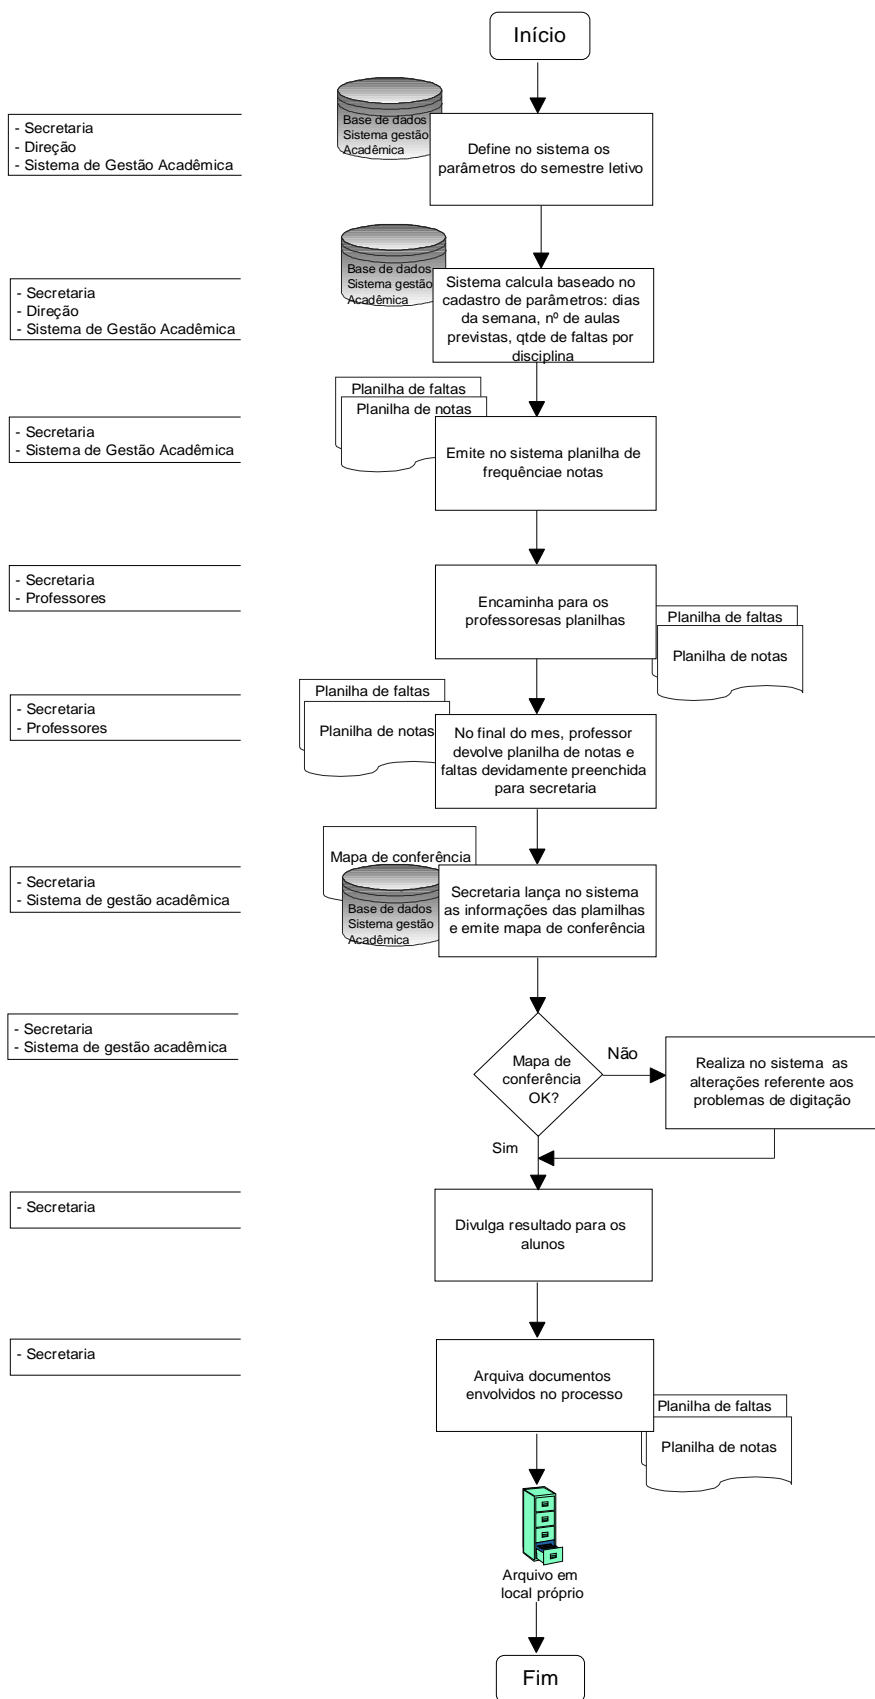 Início
- Secretaria
- Direção
- Sistema de Gestão Acadêmica
Base de dados
Sistema gestão
Acadêmica
Define no sistema os
parâmetros do semestre letivo
- Secretaria
- Direção
- Sistema de Gestão Acadêmica
Base de dados
Sistema gestão
Acadêmica
Sistema calcula baseado no
cadastro de parâmetros: dias
da semana, nº de aulas
previstas, qtde de faltas por
disciplina
- Secretaria
- Sistema de Gestão Acadêmica
Planilha de faltas
Planilha de notas
Emite no sistema planilha de
frequênciae notas
- Secretaria
- Professores
Encaminha para os
professoresas planilhas
Planilha de faltas
Planilha de notas
- Secretaria
- Professores
Planilha de faltas
Planilha de notas
No final do mes, professor
devolve planilha de notas e
faltas devidamente preenchida
para secretaria
- Secretaria
- Sistema de gestão acadêmica
Mapa de conferência
Base de dados
Sistema gestão
Acadêmica
Secretaria lança no sistema
as informações das plamilhas
e emite mapa de conferência
- Secretaria
- Sistema de gestão acadêmica
Mapa de
conferência
OK?
Não
Realiza no sistema  as
alterações referente aos
problemas de digitação
Sim
- Secretaria
Divulga resultado para os
alunos
- Secretaria
Arquiva documentos
envolvidos no processo
Planilha de faltas
Planilha de notas
Arquivo em
local próprio
Fim